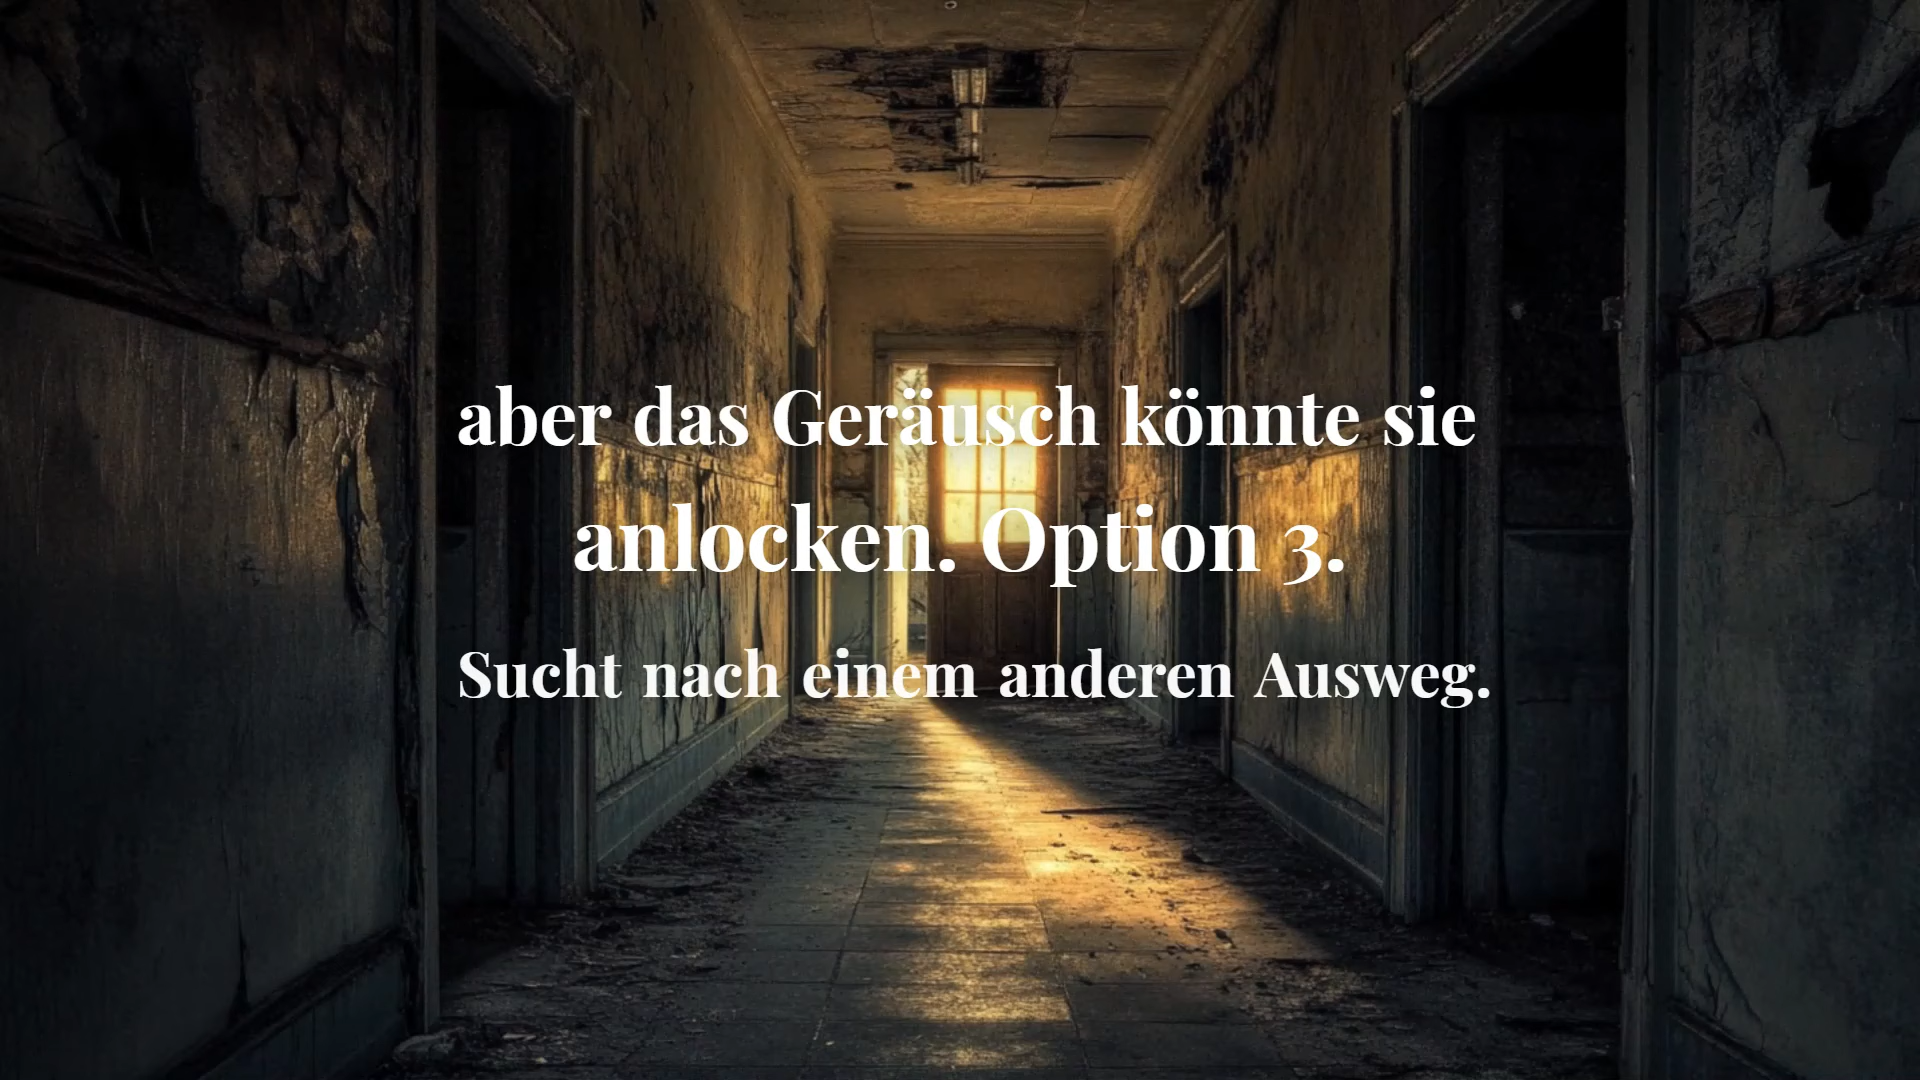 aber das Geräusch könnte sie
anlocken. Option 3.
Sucht nach einem anderen Ausweg.